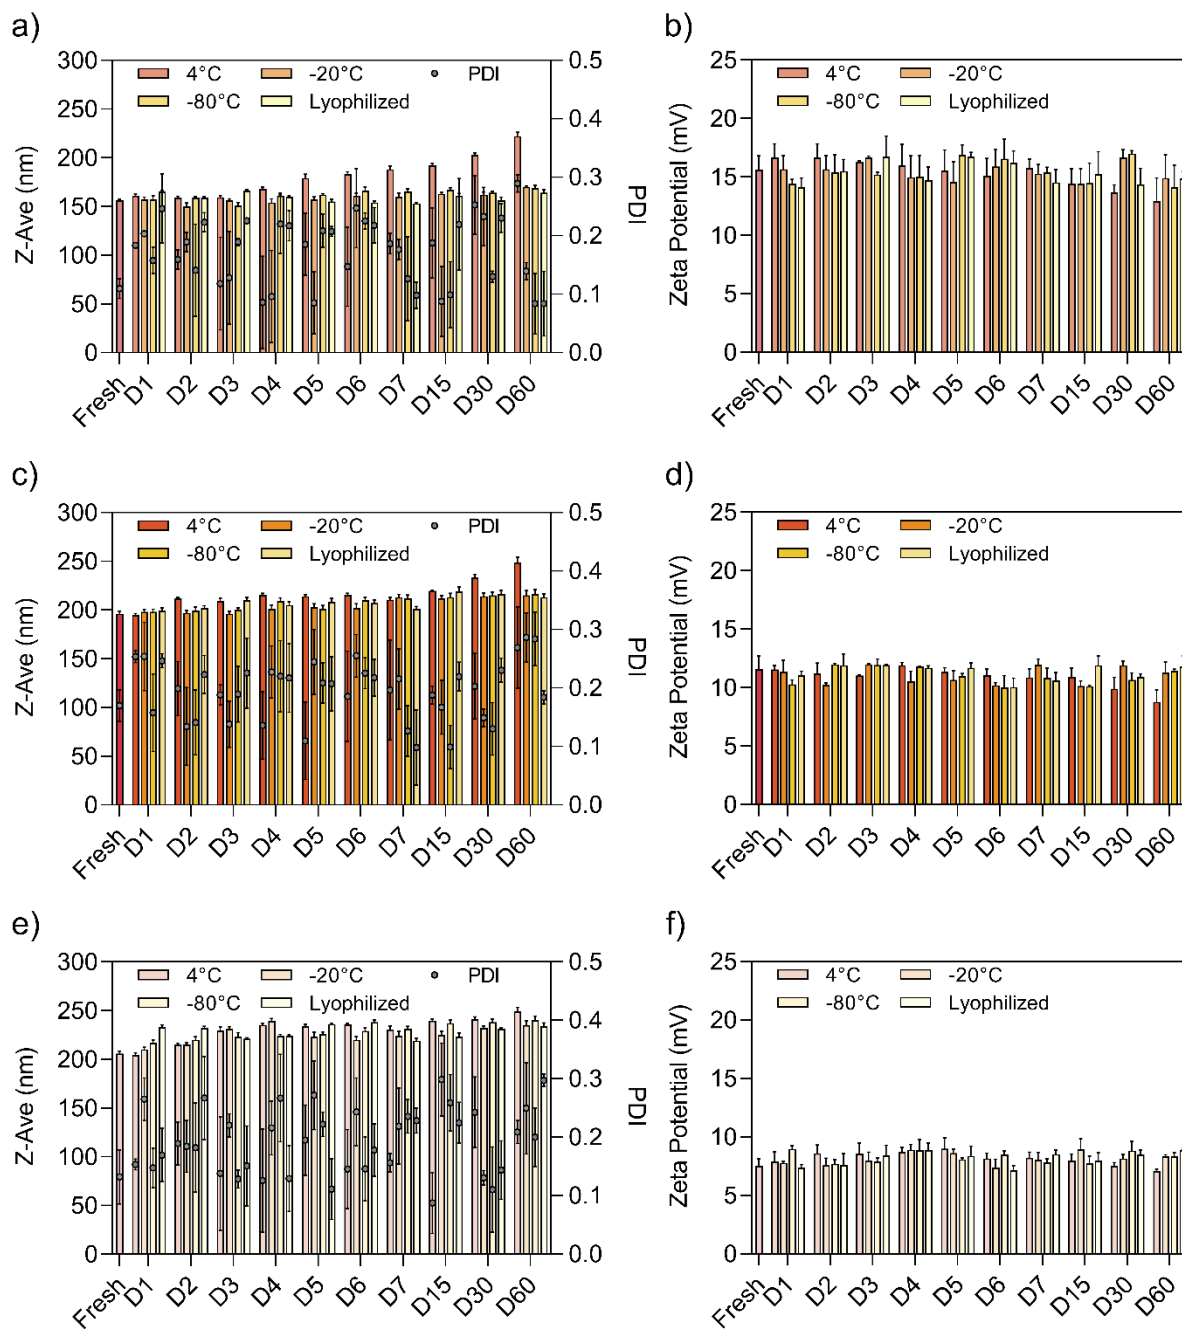 a)
300
250
200
150
100
50
0
Z-Ave (nm)
4°C
-20°C
PDI
-80°C
Lyophilized
0.5
0.4
0.3
0.2
0.1
0.0
PDI
Fresh
D1
D2
D3
D4
D5
D6
D7
D15
D30
D60
b)
25
20
15
10
5
0
Zeta Potential (mV)
4°C
-20°C
-80°C
Lyophilized
Fresh
D1
D2
D3
D4
D5
D6
D7
D15
D30
D60
c)
300
250
200
150
100
50
0
Z-Ave (nm)
4°C
-20°C
PDI
-80°C
Lyophilized
0.5
0.4
0.3
0.2
0.1
0.0
PDI
Fresh
D1
D2
D3
D4
D5
D6
D7
D15
D30
D60
d)
25
20
15
10
5
0
Zeta Potential (mV)
4°C
-20°C
-80°C
Lyophilized
Fresh
D1
D2
D3
D4
D5
D6
D7
D15
D30
D60
e)
300
250
200
150
100
50
0
Z-Ave (nm)
4°C
-20°C
PDI
-80°C
Lyophilized
0.5
0.4
0.3
0.2
0.1
0.0
PDI
Fresh
D1
D2
D3
D4
D5
D6
D7
D15
D30
D60
f)
25
20
15
10
5
0
Zeta Potential (mV)
4°C
-20°C
-80°C
Lyophilized
Fresh
D1
D2
D3
D4
D5
D6
D7
D15
D30
D60